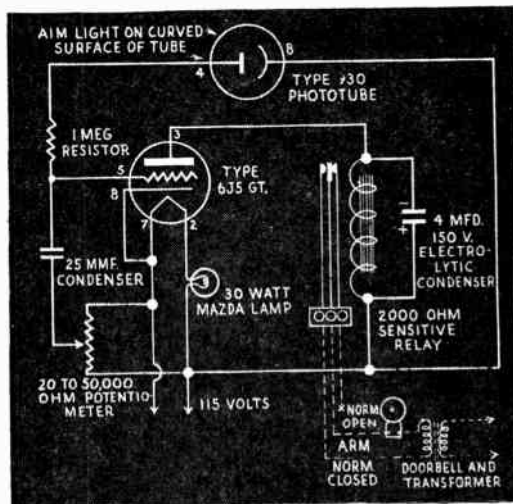 AIM LIGHT ON CURVED
SURFACE OF TUBE
4
8
TYPE 930
PHOTOTUBE
1 MEG
RESISTOR
3
5
TYPE
6J5 GT.
8
7
2
25 MMF.
CONDENSER
30 WATT
MAZDA LAMP
4 MFD.
150 V.
ELECTRO-
LYTIC
CONDENSER
2000 OHM
SENSITIVE
RELAY
20 TO 50,000
OHM POTENTIO
METER
115 VOLTS
NORM.
OPEN
ARM
NORM
CLOSED
DOORBELL AND
TRANSFORMER